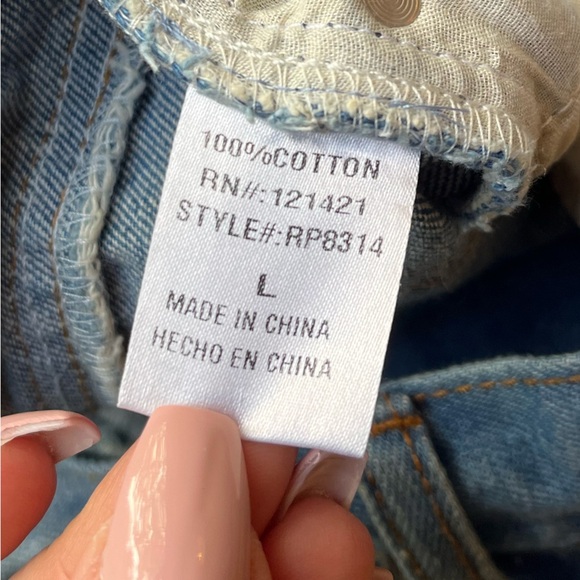 100%COTTON
RN#:121421
STYLE#:RP8314
L
MADE IN CHINA
HECHO EN CHINA